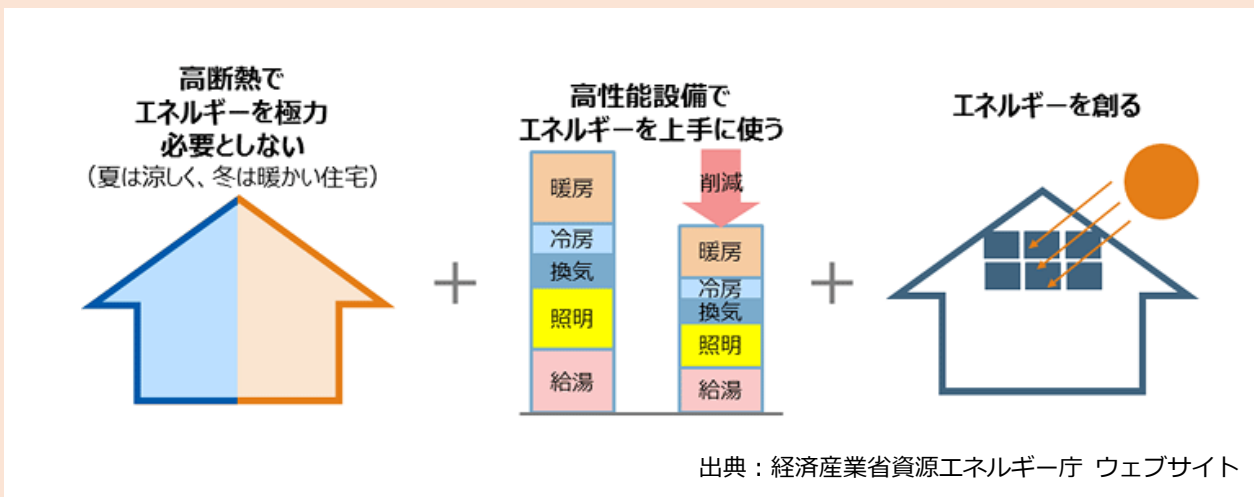 高断熱で
エネルギーを極力
必要としない
（夏は涼しく、冬は暖かい住宅）
高性能設備で
エネルギーを上手に使う
暖房
冷房
換気
照明
給湯
削減
暖房
冷房
換気
照明
給湯
エネルギーを創る
出典：経済産業省資源エネルギー庁 ウェブサイト